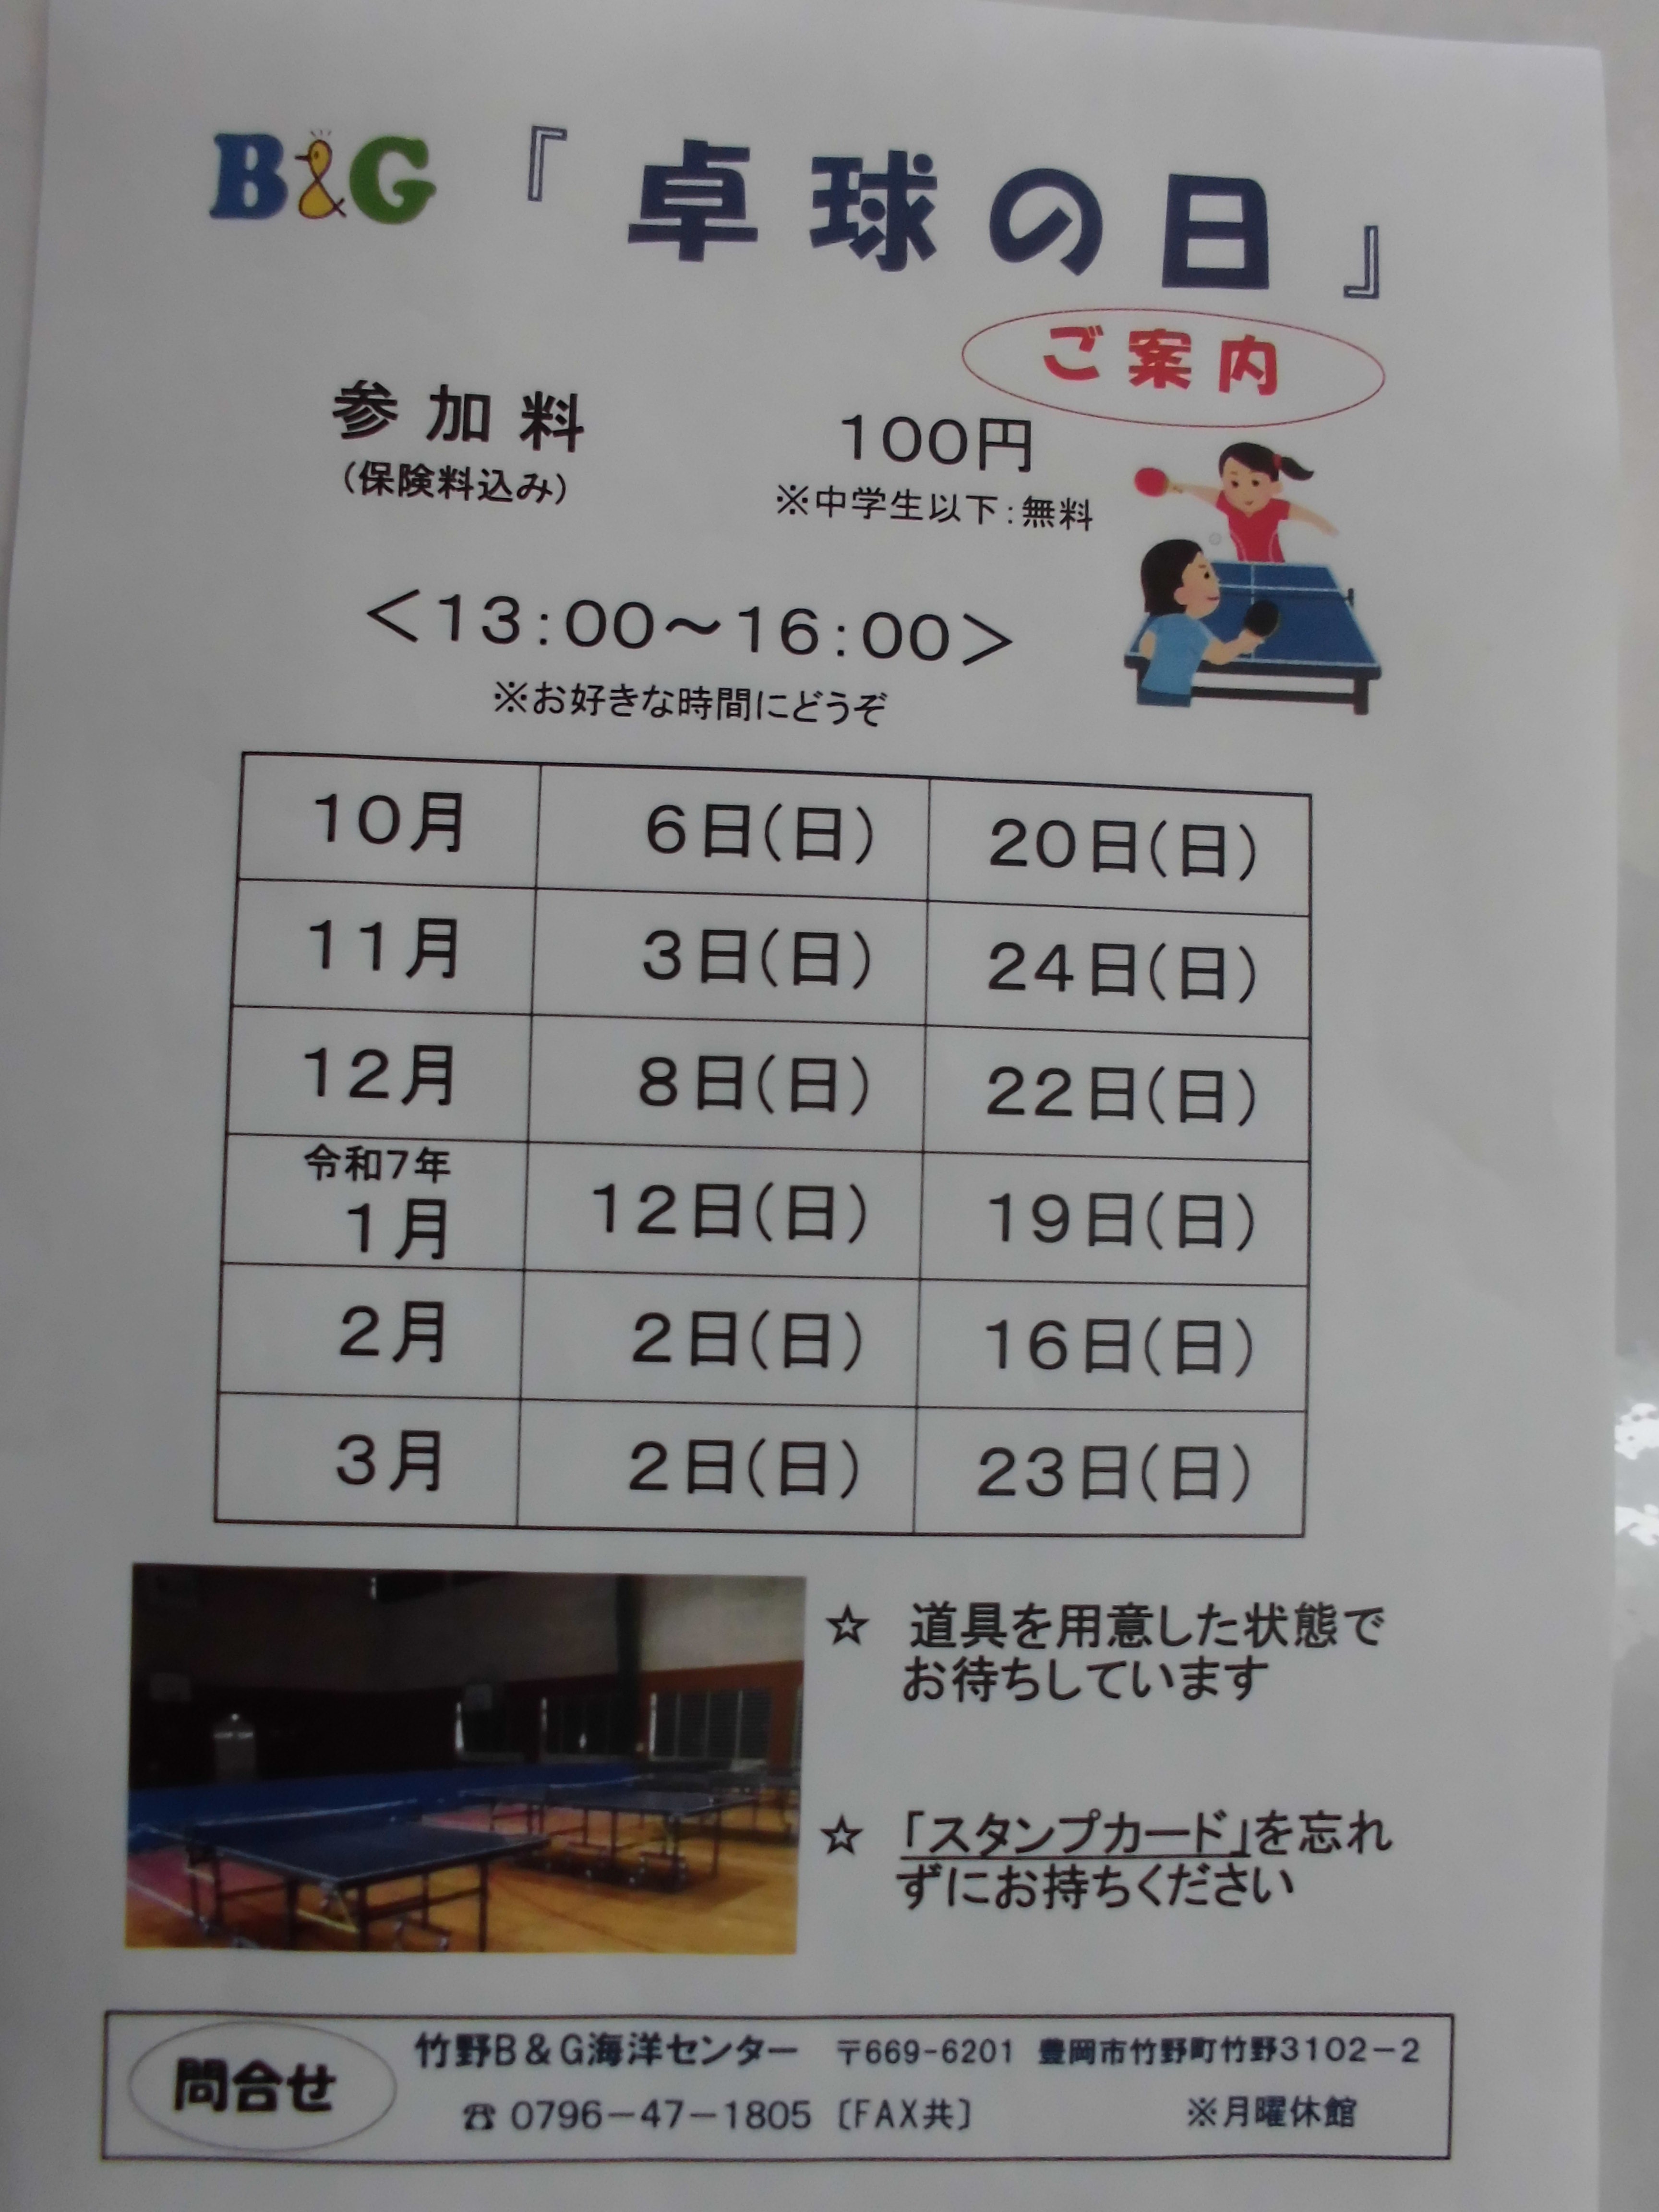 B&G 『卓球の日』
ご案内
参加料 100円
(保険料込み) ※中学生以下:無料
<13:00~16:00>
※お好きな時間にどうぞ
10月 6日(日) 20日(日)
11月 3日(日) 24日(日)
12月 8日(日) 22日(日)
令和7年
1月 12日(日) 19日(日)
2月 2日(日) 16日(日)
3月 2日(日) 23日(日)
☆ 道具を用意した状態で
お待ちしています
☆ 「スタンプカード」を忘れ
ずにお持ちください
問合せ
竹野B&G海洋センター 〒669-6201 豊岡市竹野町竹野3102-2
☎ 0796-47-1805 〔FAX共〕 ※月曜休館